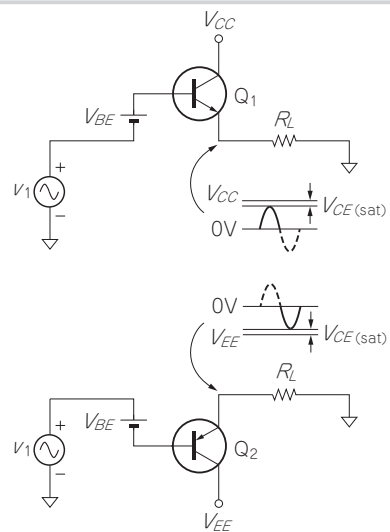 VCC
Q1
VBE
RL
+
v1
−
VCC
VCE(sat)
0V
0V
VEE
VCE(sat)
RL
VBE
+
v1
−
Q2
VEE